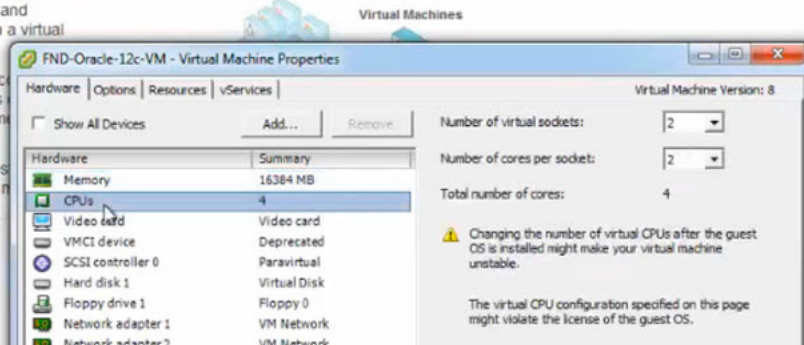 and
a virtual
Virtual Machines
FND-Oracle-12c-VM - Virtual Machine Properties
Hardware Options Resources vServices
Virtual Machine Version: 8
Show All Devices
Add...
Remove
Number of virtual sockets: 2
Number of cores per socket: 2
Total number of cores: 4
Hardware Summary
Memory 16384 MB
CPUs 4
Video card Video card
VMCI device Deprecated
SCSI controller 0 Paravirtual
Hard disk 1 Virtual Disk
Floppy drive 1 Floppy 0
Network adapter 1 VM Network
Network adapter 2 VM Network
Changing the number of virtual CPUs after the guest
OS is installed might make your virtual machine
unstable.
The virtual CPU configuration specified on this page
might violate the license of the guest OS.